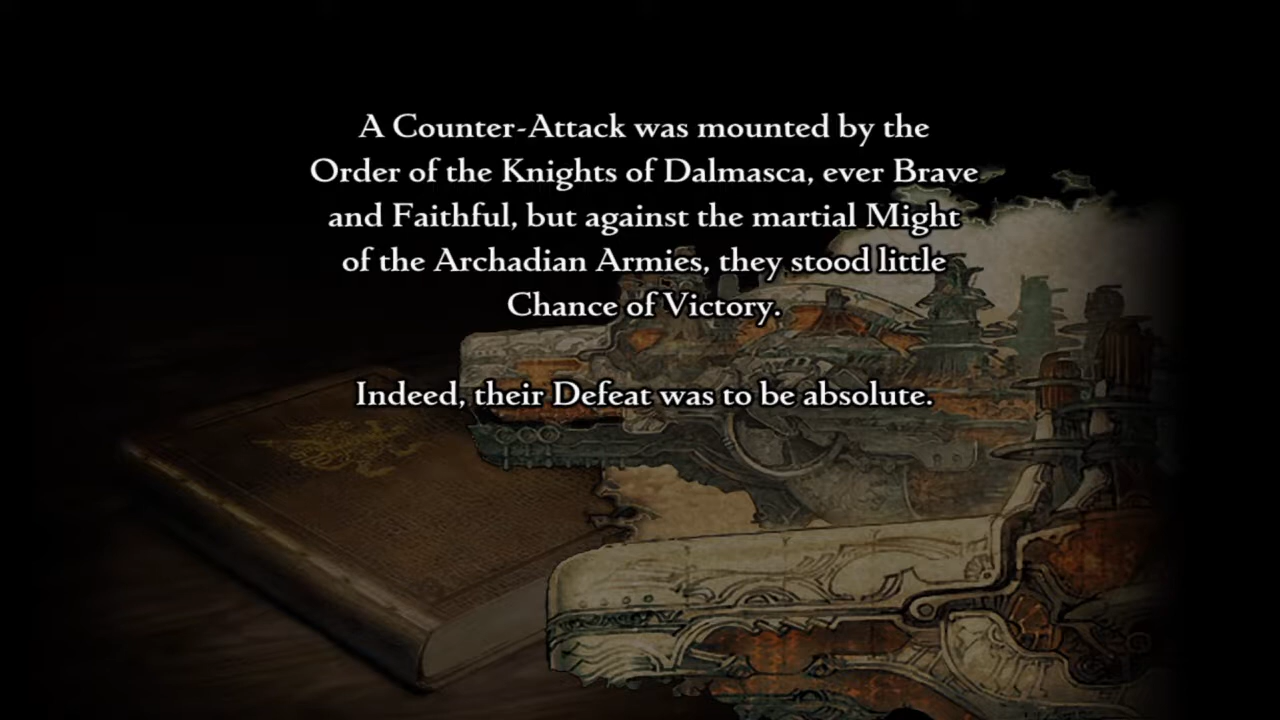 A Counter-Attack was mounted by the
Order of the Knights of Dalmasca, ever Brave
and Faithful, but against the martial Might
of the Archadian Armies, they stood little
Chance of Victory.
Indeed, their Defeat was to be absolute.